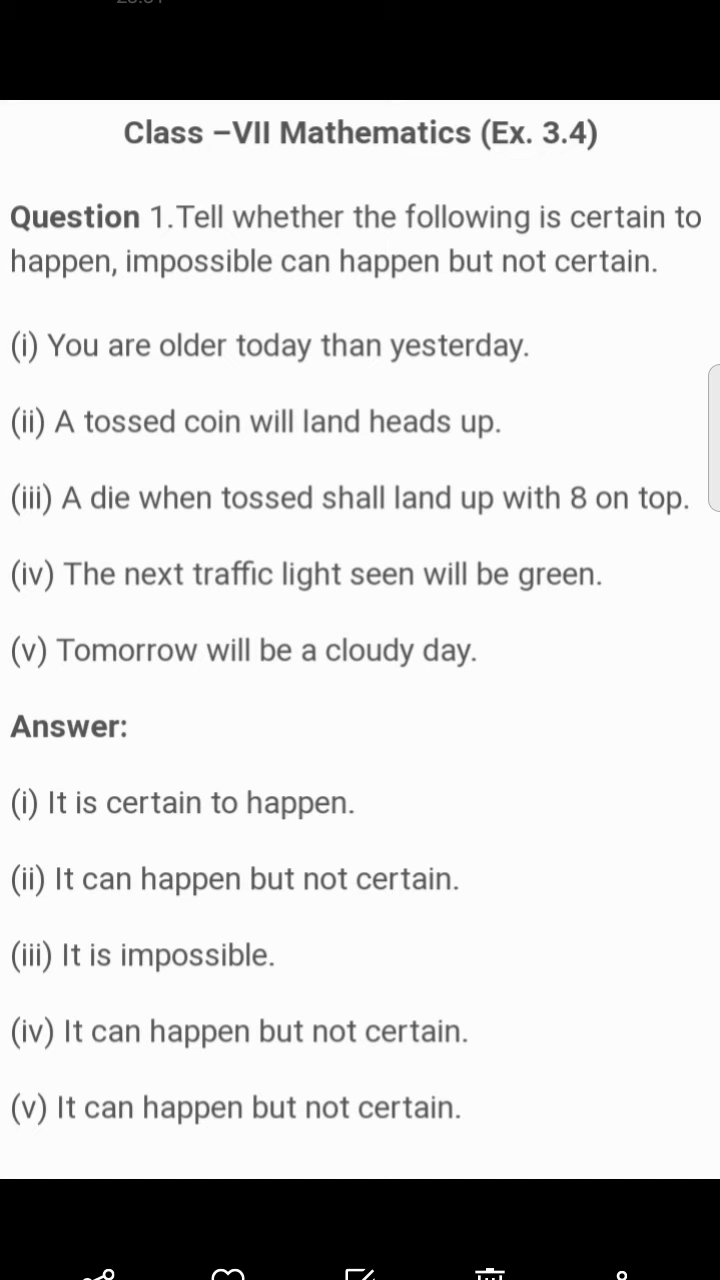 Class –VII Mathematics (Ex. 3.4)
Question 1.Tell whether the following is certain to
happen, impossible can happen but not certain.
(i) You are older today than yesterday.
(ii) A tossed coin will land heads up.
(iii) A die when tossed shall land up with 8 on top.
(iv) The next traffic light seen will be green.
(v) Tomorrow will be a cloudy day.
Answer:
(i) It is certain to happen.
(ii) It can happen but not certain.
(iii) It is impossible.
(iv) It can happen but not certain.
(v) It can happen but not certain.